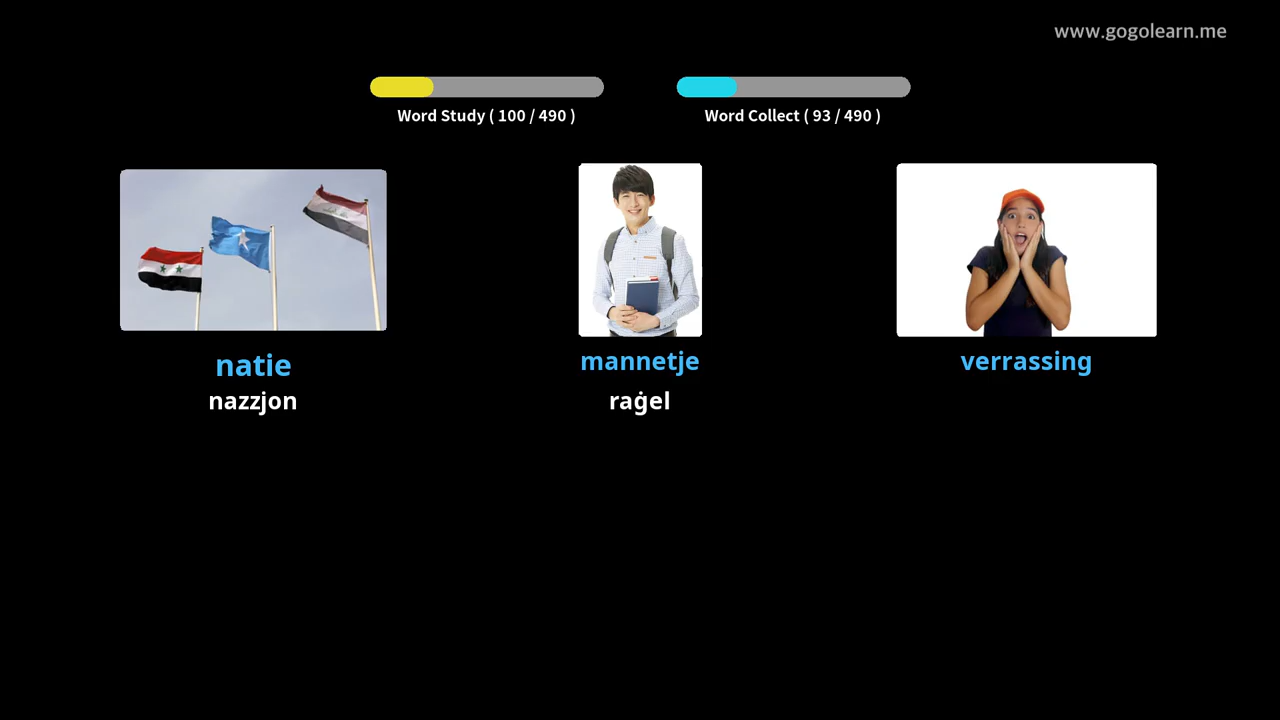 www.gogolearn.me
Word Study ( 100 / 490 )
Word Collect ( 93 / 490 )
natie
mannetje
verrassing
nazzjon
raġel